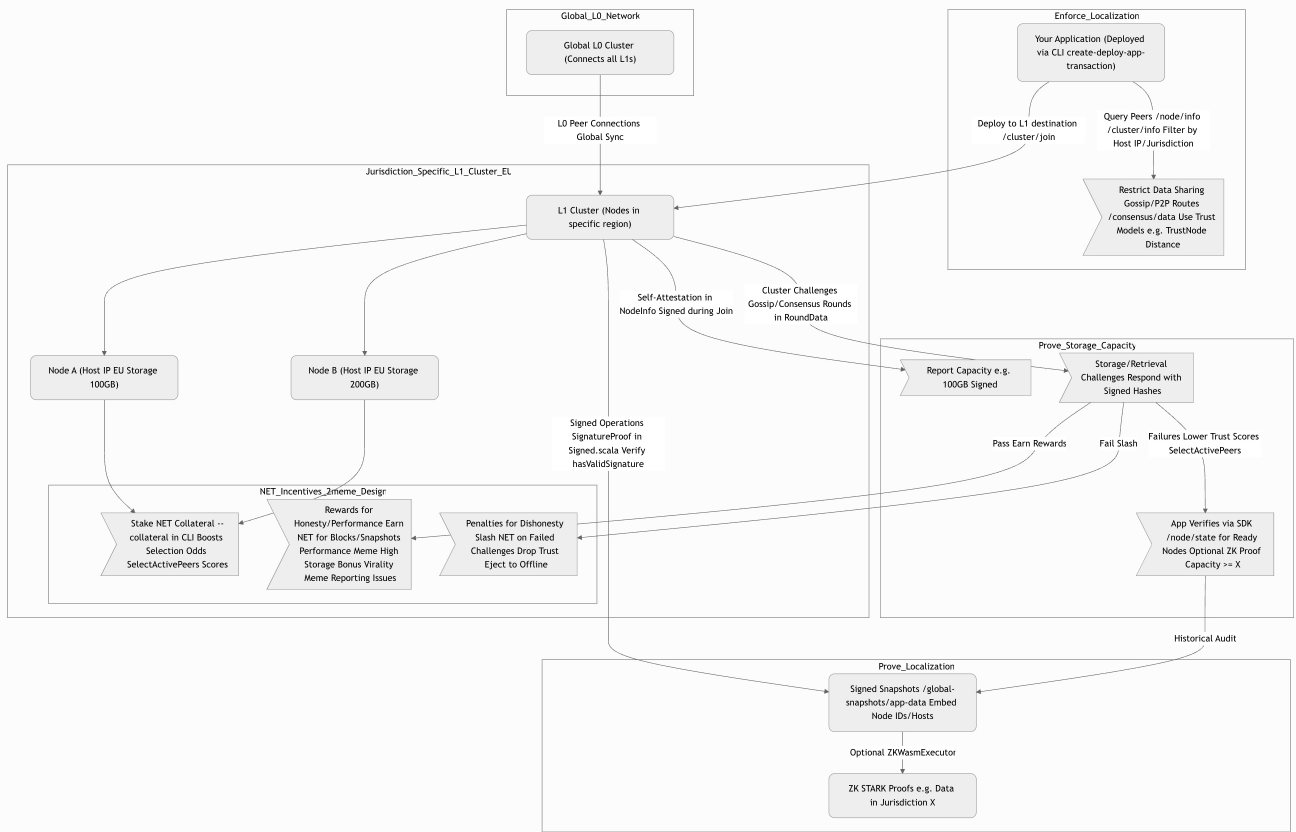 Global_L0_Network
Global L0 Cluster
(Connects all L1s)
Enforce_Localization
Your Application (Deployed
via CLI create-deploy-app-
transaction)
L0 Peer Connections
Global Sync
Deploy to L1 destination
/cluster/join
Query Peers /node/info
/cluster/info Filter by
Host IP/Jurisdiction
Restrict Data Sharing
Gossip/P2P Routes
/consensus/data Use Trust
Models e.g. TrustNode
Distance
Jurisdiction_Specific_L1_Cluster_EU
L1 Cluster (Nodes in
specific region)
Self-Attestation in
NodeInfo Signed during Join
Cluster Challenges
Gossip/Consensus Rounds
in RoundData
Node A (Host IP EU Storage
100GB)
Node B (Host IP EU Storage
200GB)
Prove_Storage_Capacity
Report Capacity e.g.
100GB Signed
Storage/Retrieval
Challenges Respond with
Signed Hashes
Signed Operations
SignatureProof in
Signed.scala Verify
hasValidSignature
Pass Earn Rewards
Fail Slash
Failures Lower Trust Scores
SelectActivePeers
NET_Incentives_2meme_Design
Stake NET Collateral --
collateral in CLI Boosts
Selection Odds
SelectActivePeers Scores
Rewards for
Honesty/Performance Earn
NET for Blocks/Snapshots
Performance Meme High
Storage Bonus Virality
Meme Reporting Issues
Penalties for Dishonesty
Slash NET on Failed
Challenges Drop Trust
Eject to Offline
App Verifies via SDK
/node/state for Ready
Nodes Optional ZK Proof
Capacity >= X
Historical Audit
Prove_Localization
Signed Snapshots /global-
snapshots/app-data Embed
Node IDs/Hosts
Optional ZKWasmExecutor
ZK STARK Proofs e.g. Data
in Jurisdiction X